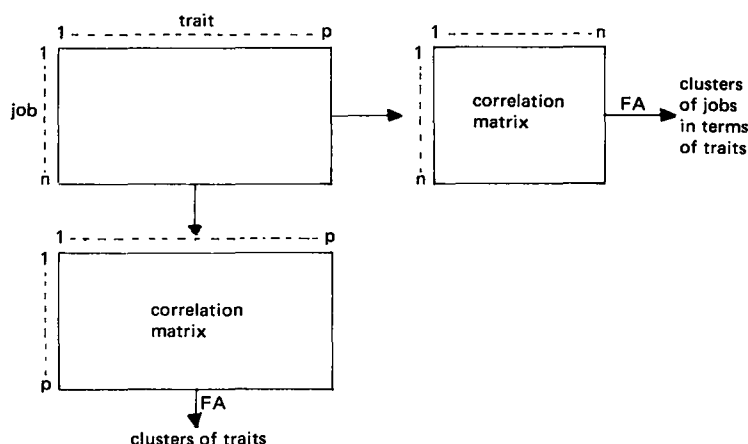 trait
1 - - - - - - - - - - - - - - - - - - - - - p
1
job
n
1 - - - - - - - - - - - - n
1
correlation
matrix
n
FA
clusters
of jobs
in terms
of traits
1 - - - - - - - - - - - - - - - - - - - - - p
1
correlation
matrix
p
FA
clusters of traits